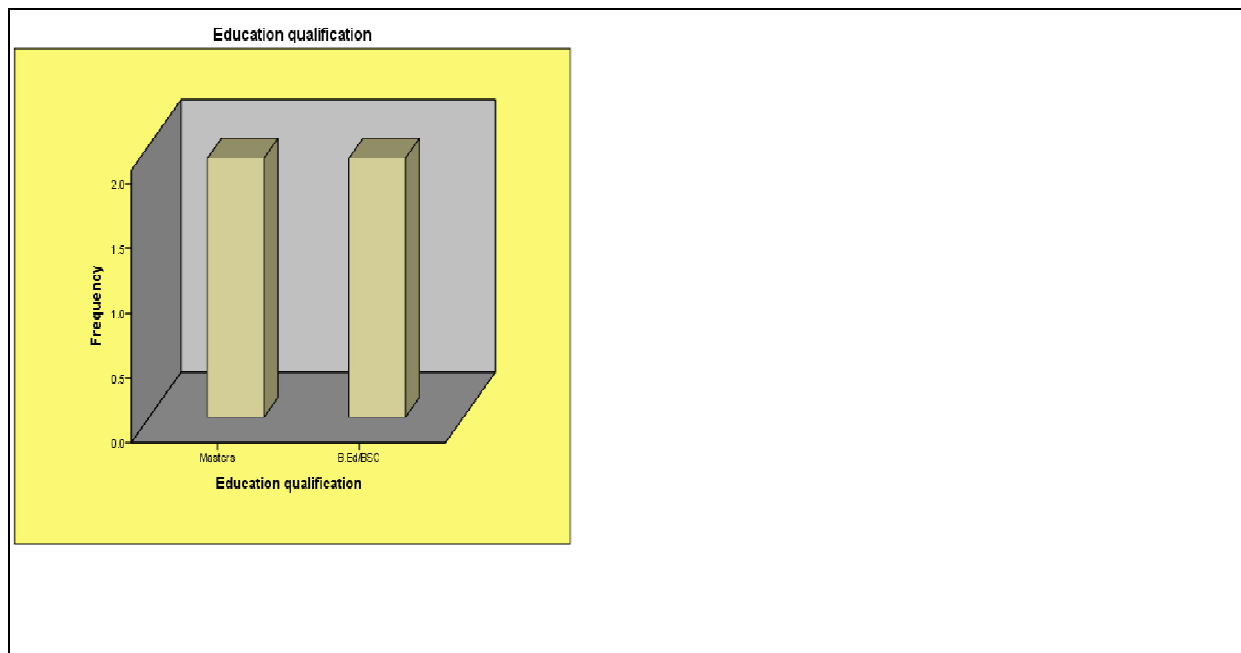 Education qualification
2.0
1.5
1.0
0.5
0.0
Frequency
Masters
B.Ed/BSC
Education qualification